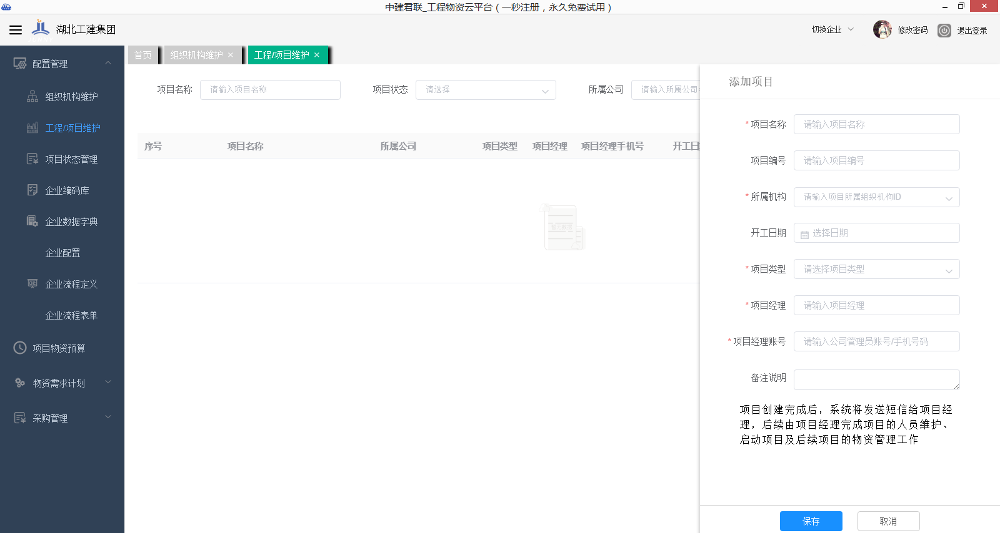 中建君联_工程物资云平台（一秒注册，永久免费试用）
湖北工建集团
切换企业
修改密码
退出登录
JUNNY
首页
组织机构维护
工程/项目维护
配置管理
组织机构维护
工程/项目维护
项目状态管理
企业编码库
企业数据字典
企业配置
企业流程定义
企业流程表单
项目物资预算
物资需求计划
采购管理
项目名称 请输入项目名称 项目状态 请选择 所属公司 请输入所属公司
序号 项目名称 所属公司 项目类型 项目经理 项目经理手机号 开工日
暂无数据
添加项目
* 项目名称 请输入项目名称
项目编号 请输入项目编号
* 所属机构 请输入项目所属组织机构ID
开工日期 选择日期
* 项目类型 请选择项目类型
* 项目经理 请输入项目经理
* 项目经理账号 请输入公司管理员账号/手机号码
备注说明
项目创建完成后，系统将发送短信给项目经
理，后续由项目经理完成项目的人员维护、
启动项目及后续项目的物资管理工作
保存
取消